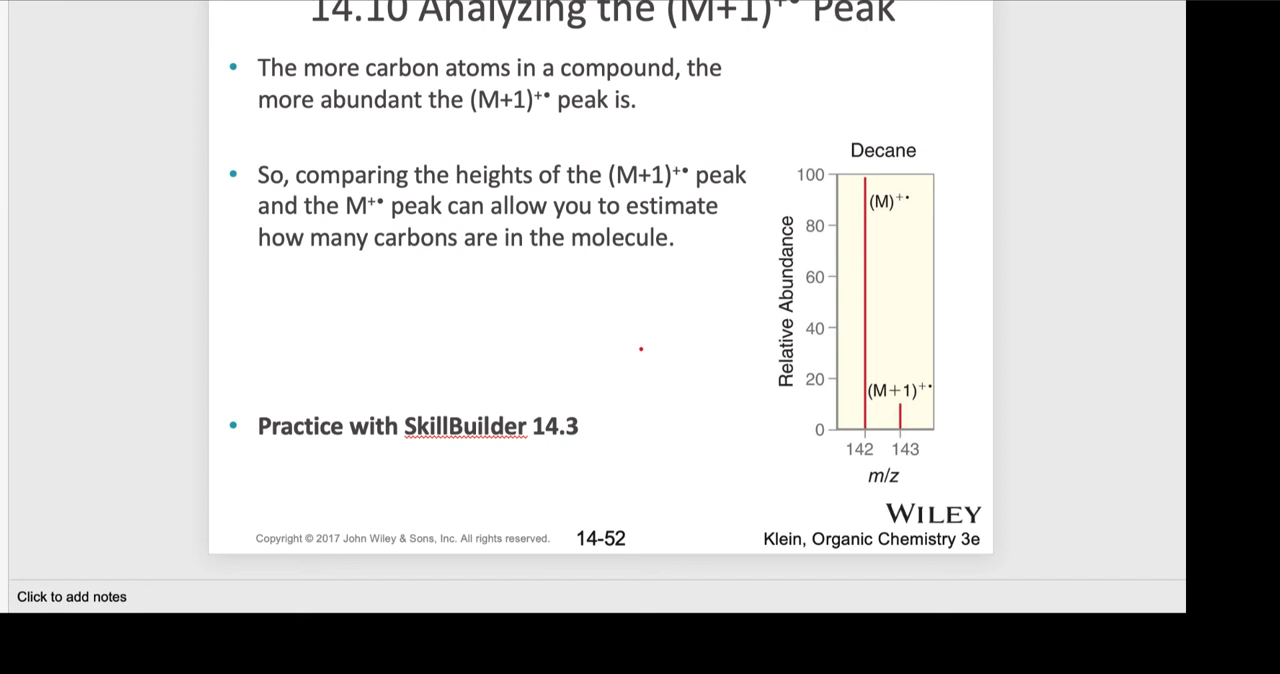 14.10 Analyzing the (M+1)⁺• Peak
• The more carbon atoms in a compound, the
more abundant the (M+1)⁺• peak is.
• So, comparing the heights of the (M+1)⁺• peak
and the M⁺• peak can allow you to estimate
how many carbons are in the molecule.
• Practice with SkillBuilder 14.3
Decane
Relative Abundance
100
80
60
40
20
0
(M)⁺•
(M+1)⁺•
142 143
m/z
WILEY
Copyright © 2017 John Wiley & Sons, Inc. All rights reserved.
14-52
Klein, Organic Chemistry 3e
Click to add notes